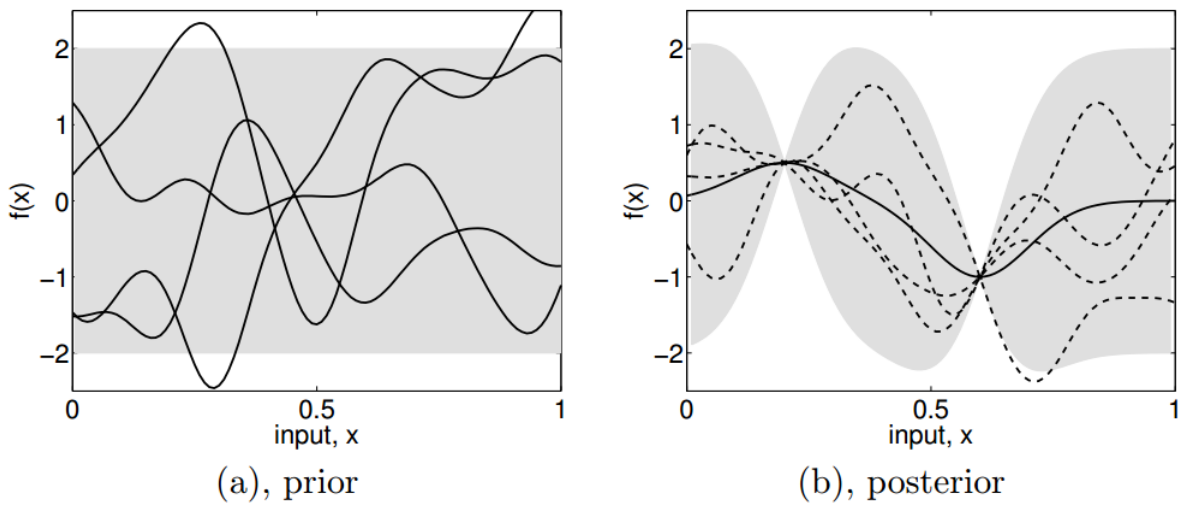 2
1
0
−1
−2
f(x)
0
0.5
1
input, x
(a), prior
2
1
0
−1
−2
f(x)
0
0.5
1
input, x
(b), posterior